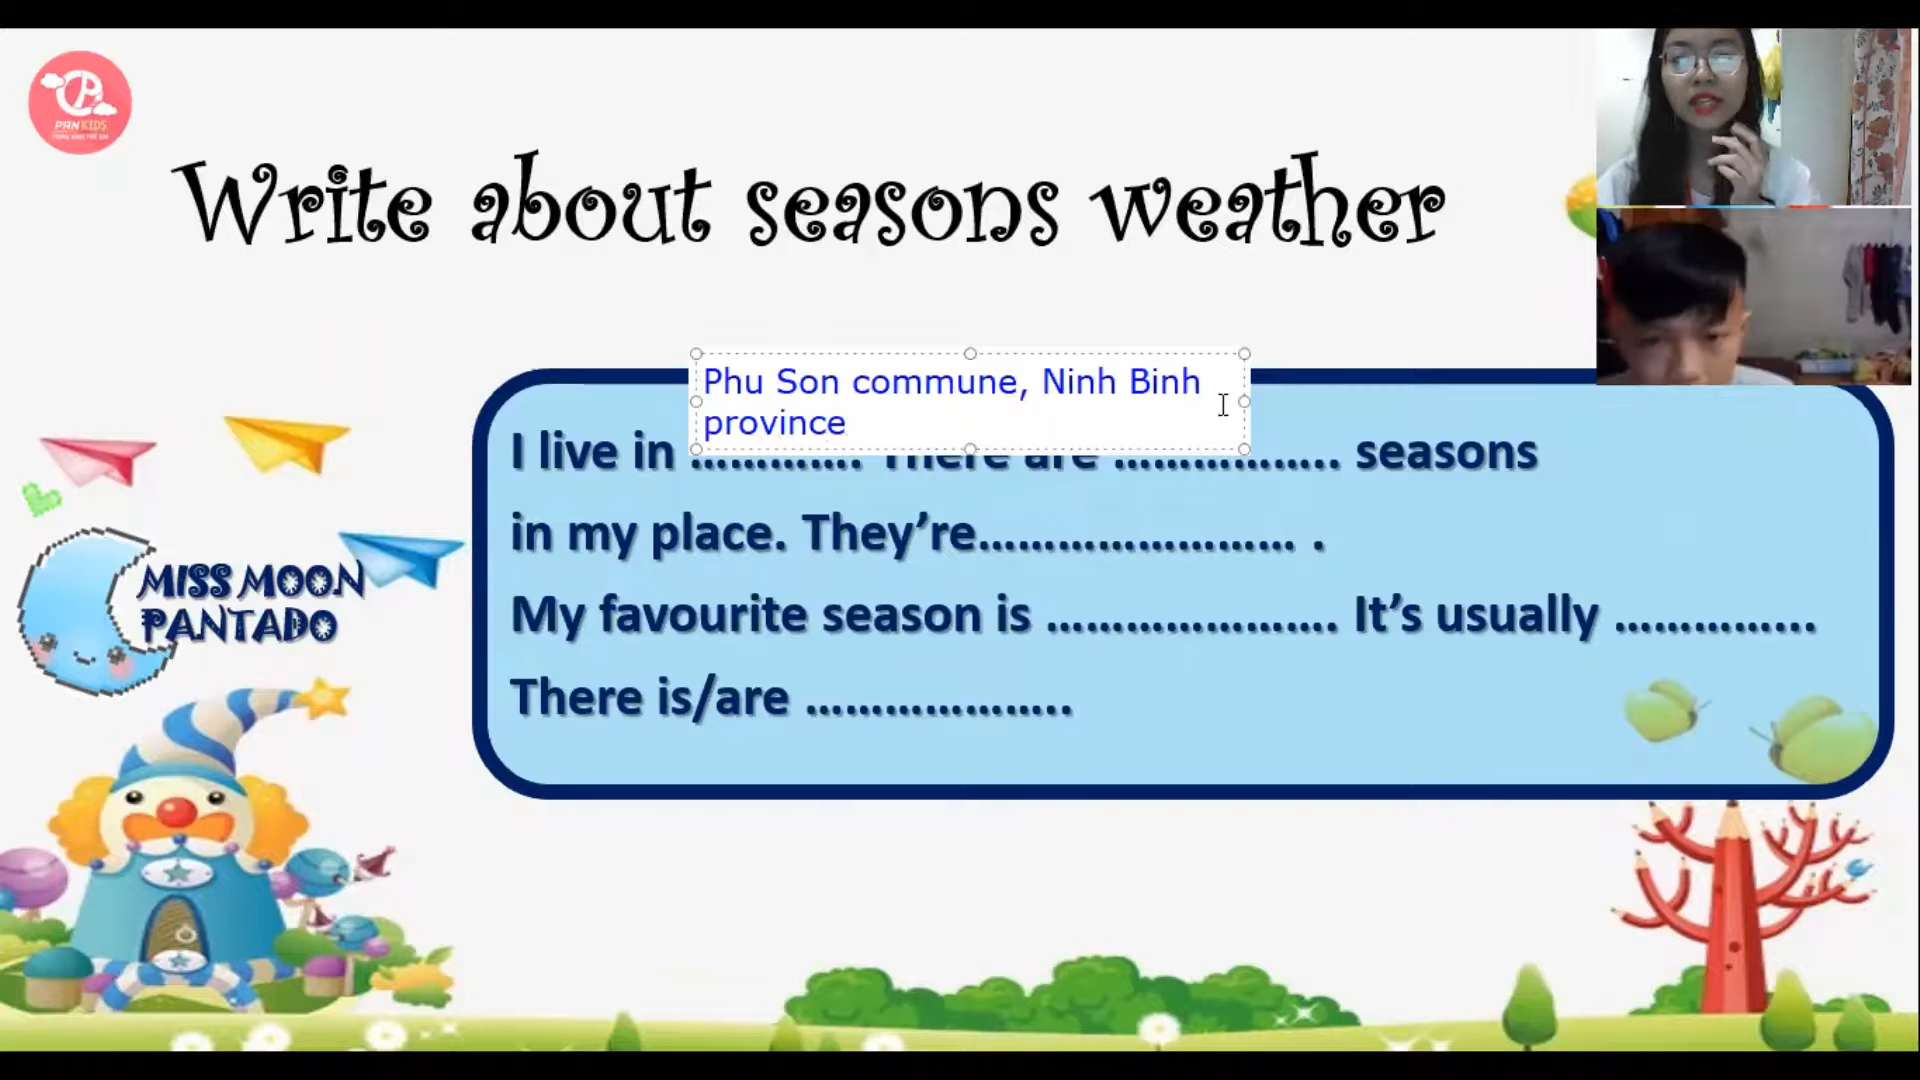 PANKIDS
Write about seasons weather
Phu Son commune, Ninh Binh
province
I live in …………. There are …………….. seasons
in my place. They’re…………………… .
MISS MOON
PANTADO
My favourite season is …………………. It’s usually …………...
There is/are ………………..